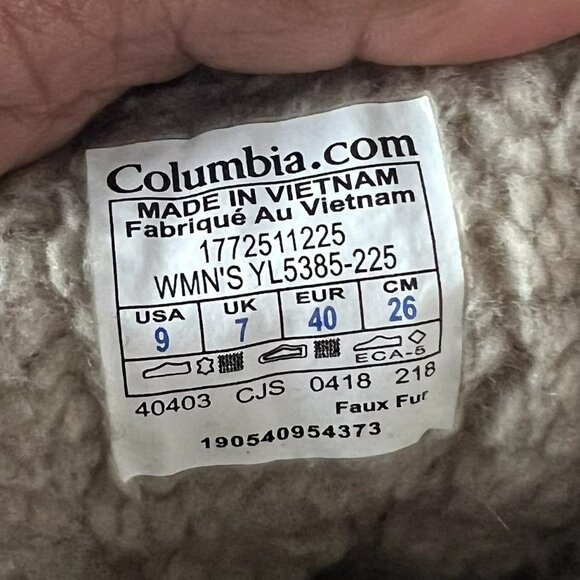 Columbia.com
MADE IN VIETNAM
Fabriqué Au Vietnam
1772511225
WMN'S YL5385-225
USA UK EUR CM
9 7 40 26
ECA-5
40403 CJS 0418 218
Faux Fur
190540954373